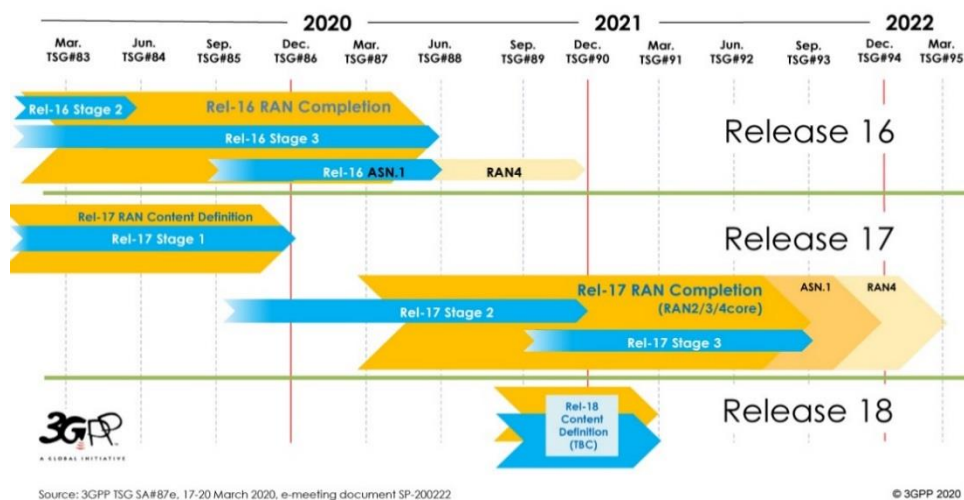 2020 2021 2022
Mar. Jun. Sep. Dec. Mar. Jun. Sep. Dec. Mar. Jun. Sep. Dec. Mar.
TSG#83 TSG#84 TSG#85 TSG#86 TSG#87 TSG#88 TSG#89 TSG#90 TSG#91 TSG#92 TSG#93 TSG#94 TSG#95
Rel-16 RAN Completion
Rel-16 Stage 2
Rel-16 Stage 3
Release 16
Rel-16 ASN.1
RAN4
Rel-17 RAN Content Definition
Rel-17 Stage 1
Release 17
Rel-17 RAN Completion
(RAN2/3/4core)
ASN.1
RAN4
Rel-17 Stage 2
Rel-17 Stage 3
Release 18
Rel-18
Content
Definition
(TBC)
3GPP
A GLOBAL INITIATIVE
Source: 3GPP TSG SA#87e, 17-20 March 2020, e-meeting document SP-200222
© 3GPP 2020